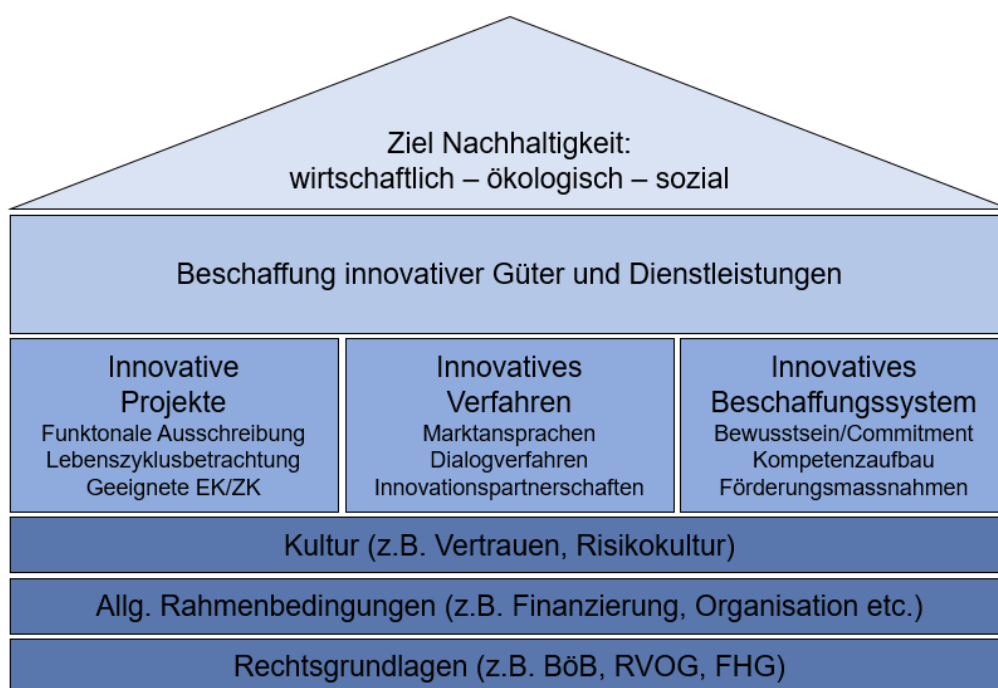 Ziel Nachhaltigkeit:
wirtschaftlich – ökologisch – sozial
Beschaffung innovativer Güter und Dienstleistungen
Innovative
Projekte
Funktonale Ausschreibung
Lebenszyklusbetrachtung
Geeignete EK/ZK
Innovatives
Verfahren
Marktansprachen
Dialogverfahren
Innovationspartnerschaften
Innovatives
Beschaffungssystem
Bewusstsein/Commitment
Kompetenzaufbau
Förderungsmassnahmen
Kultur (z.B. Vertrauen, Risikokultur)
Allg. Rahmenbedingungen (z.B. Finanzierung, Organisation etc.)
Rechtsgrundlagen (z.B. BöB, RVOG, FHG)